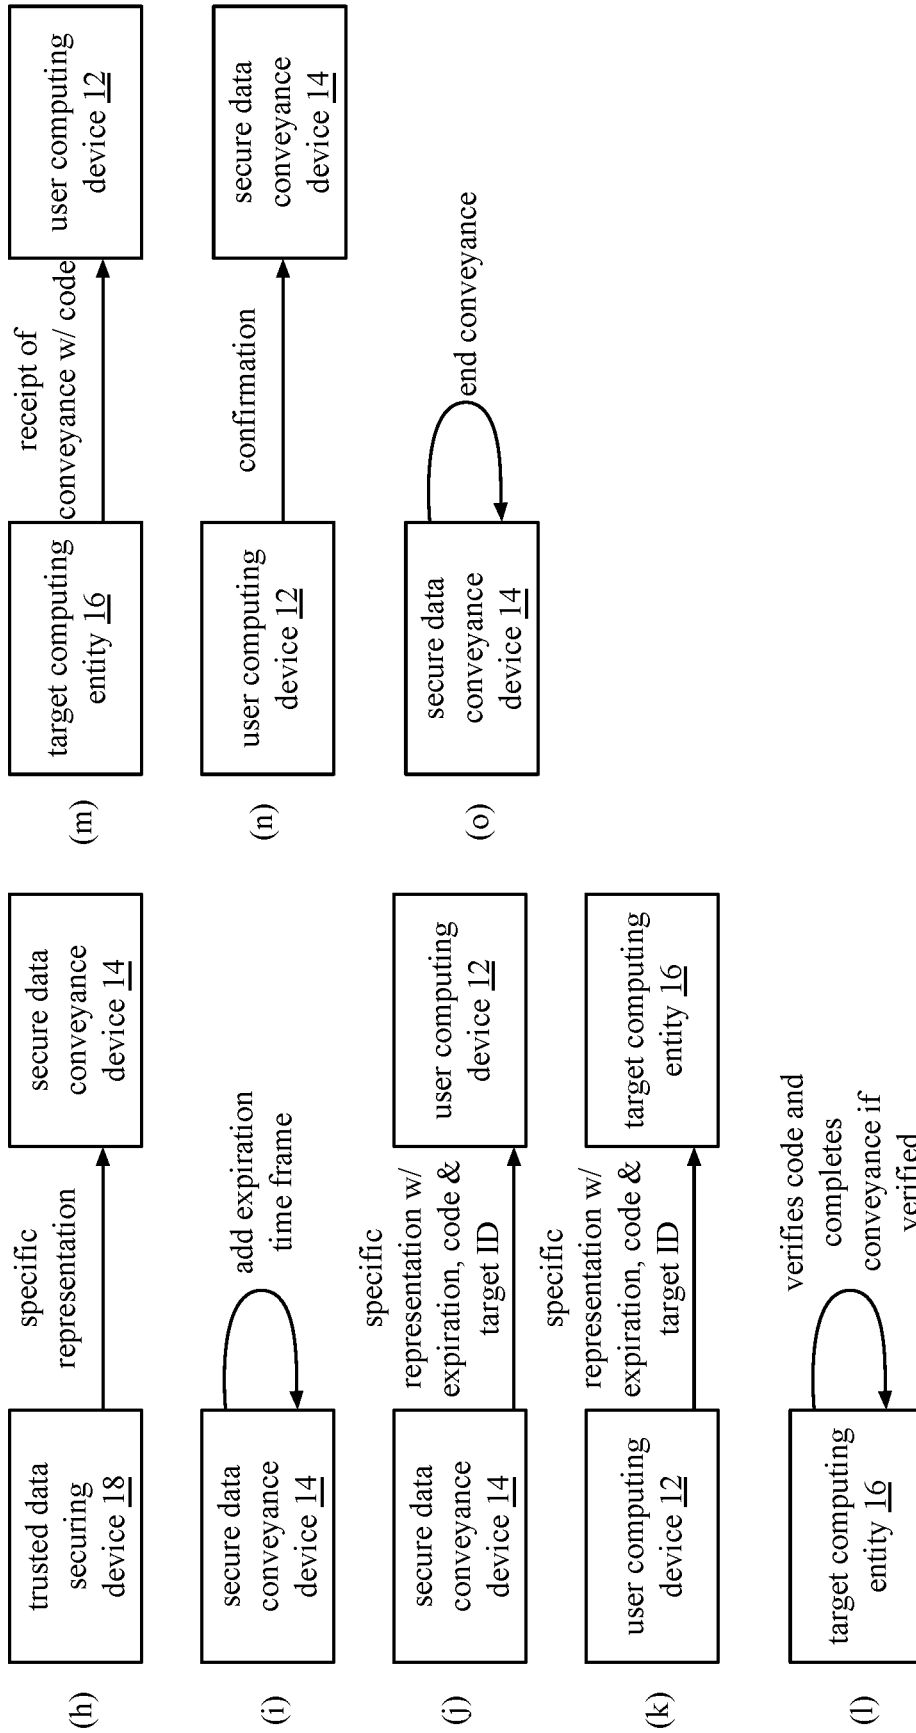 (h)
trusted data
securing
device 18
specific
representation
secure data
conveyance
device 14
(i)
secure data
conveyance
device 14
add expiration
time frame
(j)
secure data
conveyance
device 14
specific
representation w/
expiration, code &
target ID
user computing
device 12
(k)
user computing
device 12
specific
representation w/
expiration, code &
target ID
target computing
entity 16
(l)
target computing
entity 16
verifies code and
completes
conveyance if
verified
(m)
target computing
entity 16
receipt of
conveyance w/ code
user computing
device 12
(n)
user computing
device 12
confirmation
secure data
conveyance
device 14
(o)
secure data
conveyance
device 14
end conveyance